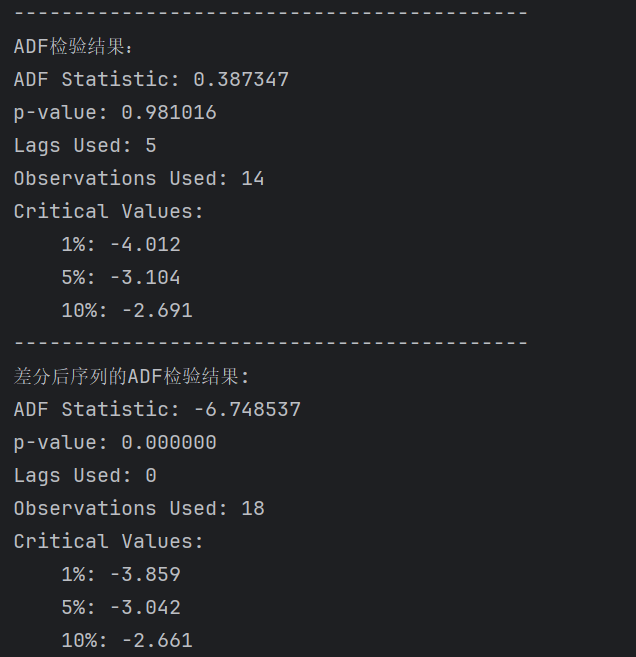 -------------------------------------------
ADF检验结果:
ADF Statistic: 0.387347
p-value: 0.981016
Lags Used: 5
Observations Used: 14
Critical Values:
    1%: -4.012
    5%: -3.104
    10%: -2.691
-------------------------------------------
差分后序列的ADF检验结果:
ADF Statistic: -6.748537
p-value: 0.000000
Lags Used: 0
Observations Used: 18
Critical Values:
    1%: -3.859
    5%: -3.042
    10%: -2.661